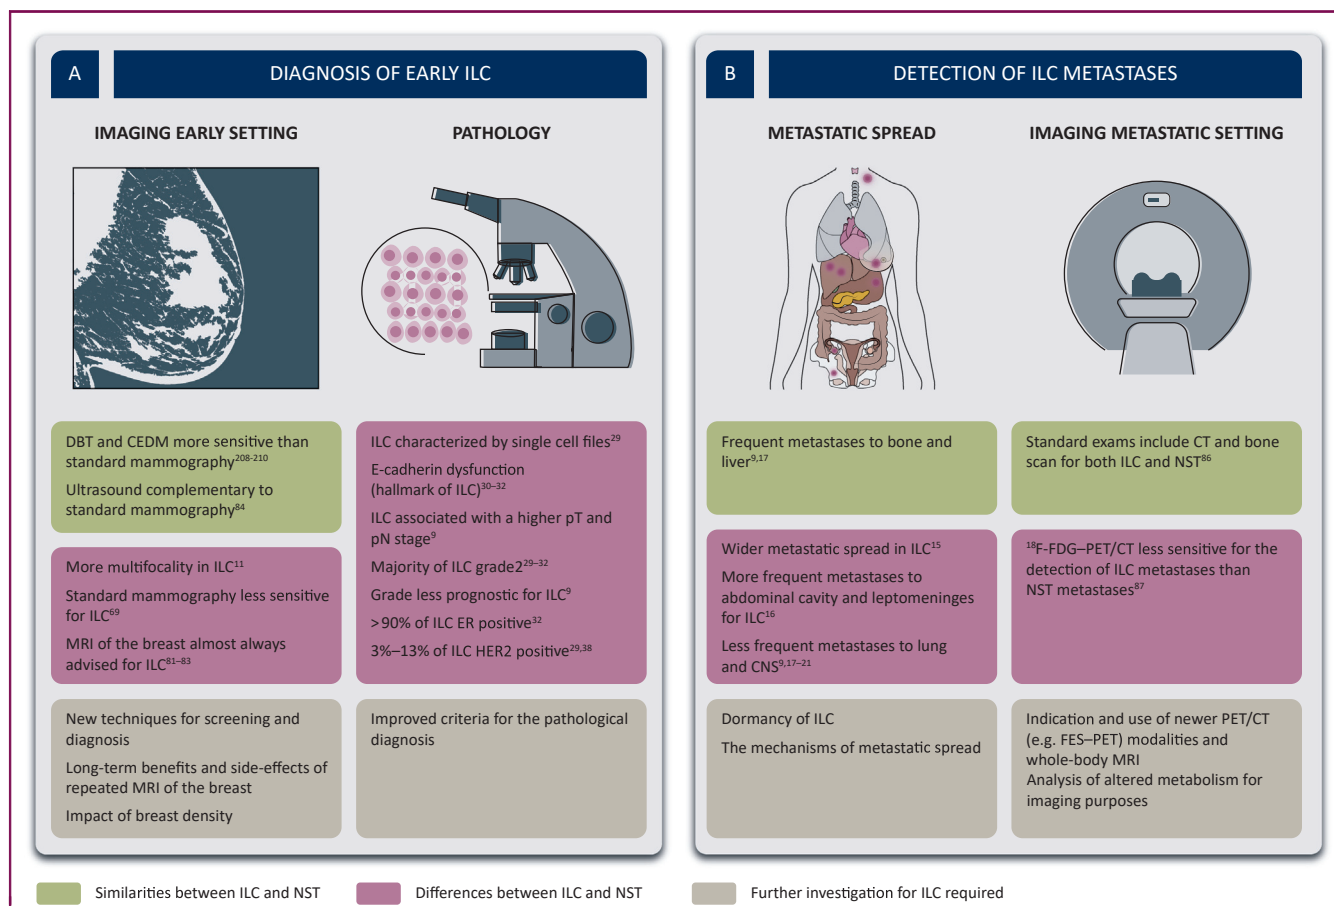 A
DIAGNOSIS OF EARLY ILC
IMAGING EARLY SETTING
DBT and CEDM more sensitive than
standard mammography208-210
Ultrasound complementary to
standard mammography84
More multifocality in ILC11
Standard mammography less sensitive
for ILC69
MRI of the breast almost always
advised for ILC81–83
New techniques for screening and
diagnosis
Long-term benefits and side-effects of
repeated MRI of the breast
Impact of breast density
PATHOLOGY
ILC characterized by single cell files29
E-cadherin dysfunction
(hallmark of ILC)30–32
ILC associated with a higher pT and
pN stage9
Majority of ILC grade229–32
Grade less prognostic for ILC9
>90% of ILC ER positive32
3%–13% of ILC HER2 positive29,38
Improved criteria for the pathological
diagnosis
B
DETECTION OF ILC METASTASES
METASTATIC SPREAD
Frequent metastases to bone and
liver9,17
Wider metastatic spread in ILC15
More frequent metastases to
abdominal cavity and leptomeninges
for ILC16
Less frequent metastases to lung
and CNS9,17–21
Dormancy of ILC
The mechanisms of metastatic spread
IMAGING METASTATIC SETTING
Standard exams include CT and bone
scan for both ILC and NST86
18F-FDG–PET/CT less sensitive for the
detection of ILC metastases than
NST metastases87
Indication and use of newer PET/CT
(e.g. FES–PET) modalities and
whole-body MRI
Analysis of altered metabolism for
imaging purposes
Similarities between ILC and NST
Differences between ILC and NST
Further investigation for ILC required